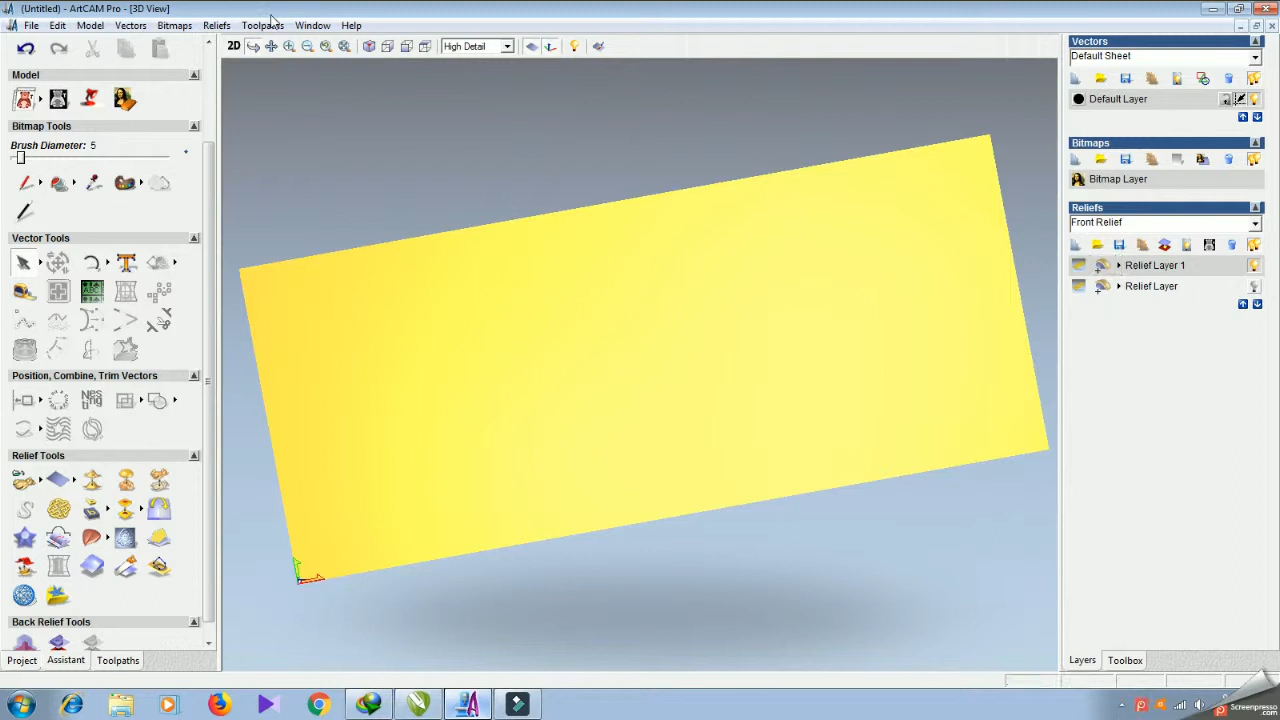 (Untitled) - ArtCAM Pro - [3D View]
File Edit Model Vectors Bitmaps Reliefs Toolpaths Window Help
2D High Detail
Model
Bitmap Tools
Brush Diameter: 5
Vector Tools
Position, Combine, Trim Vectors
Relief Tools
Back Relief Tools
Project Assistant Toolpaths
Vectors
Default Sheet
Default Layer
Bitmaps
Bitmap Layer
Reliefs
Front Relief
Relief Layer 1
Relief Layer
Layers Toolbox
Screenpresso
.com